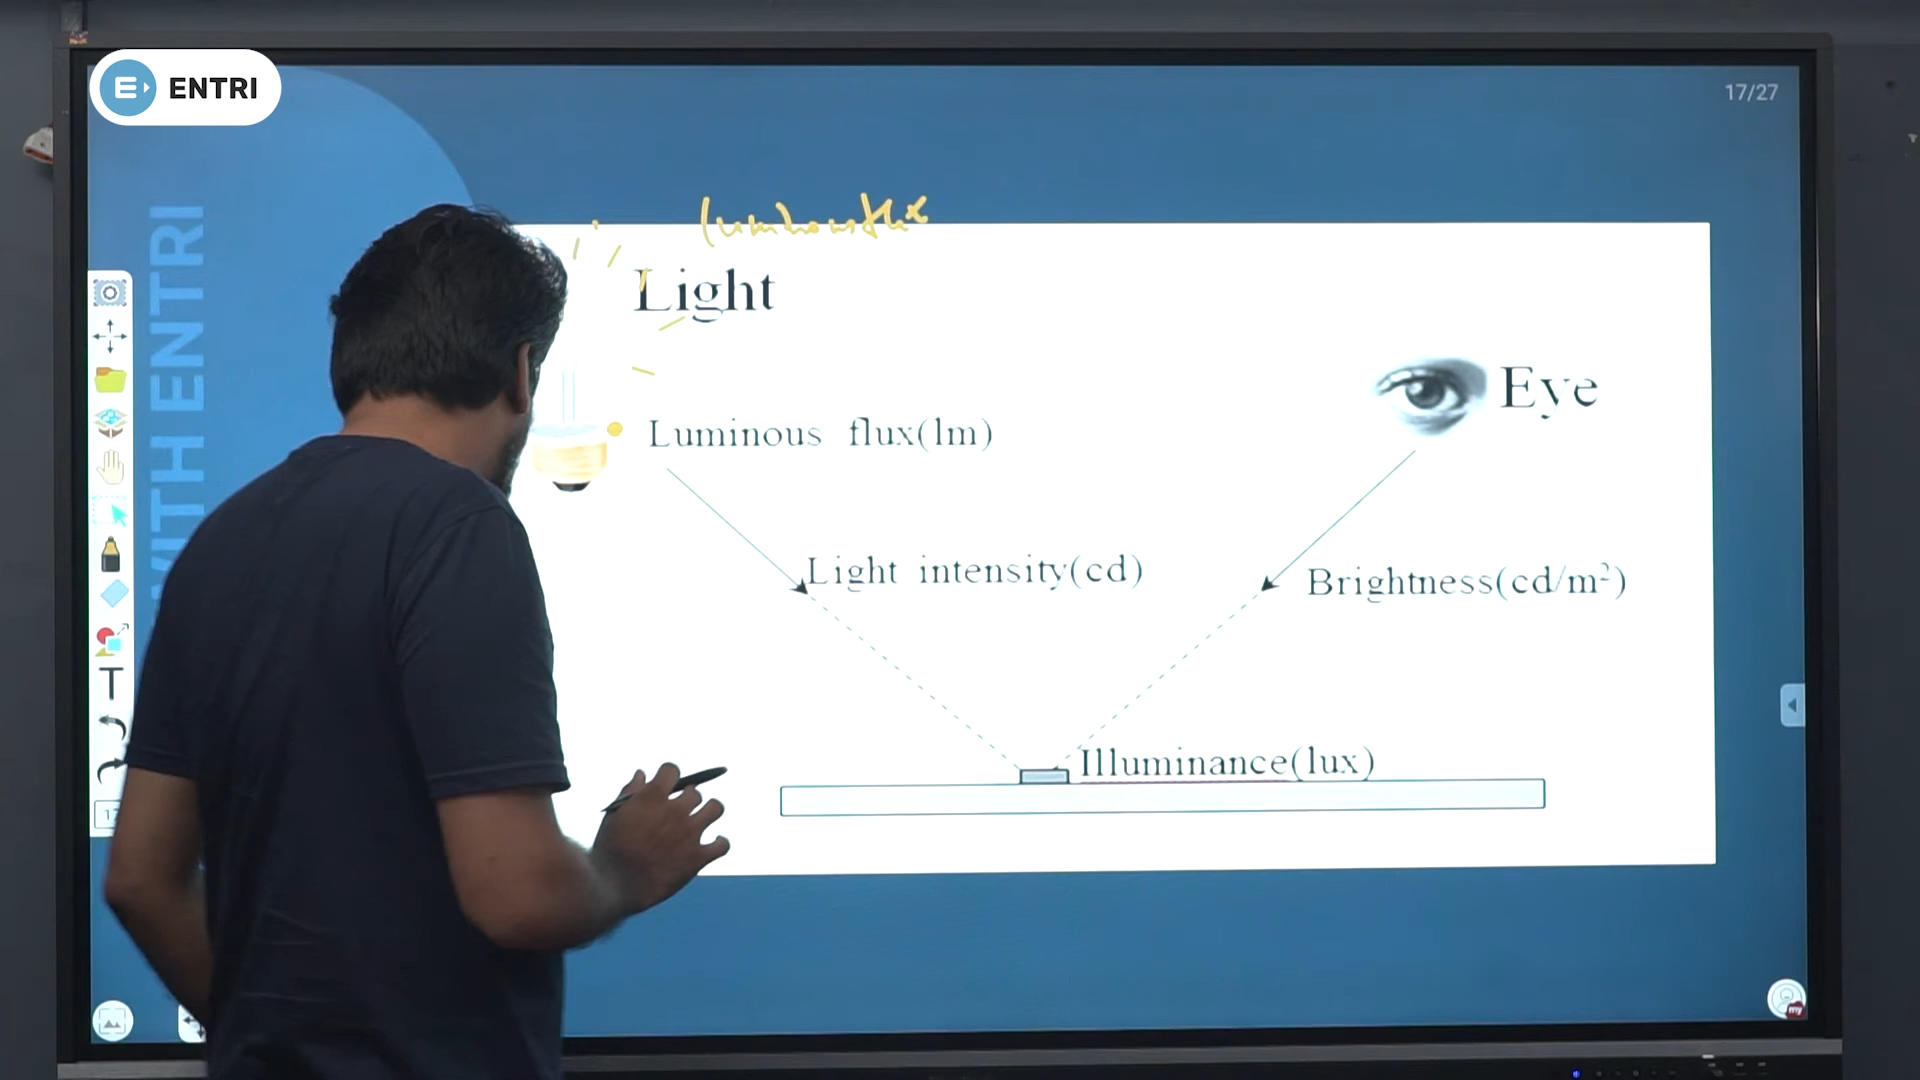 ENTRI
17/27
WITH ENTRI
Light
Eye
Luminous flux(lm)
Light intensity(cd)
Brightness(cd/m²)
Illuminance(lux)